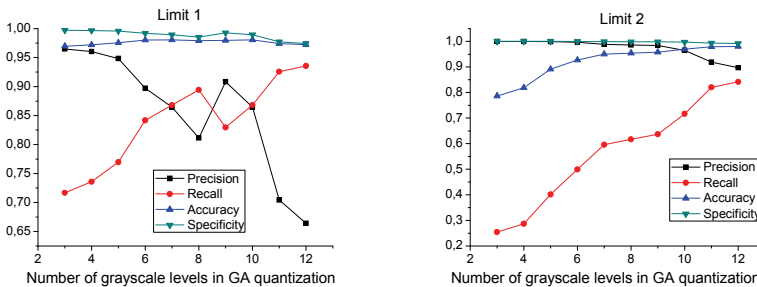 Limit 1
1,00
0,95
0,90
0,85
0,80
0,75
0,70
0,65
Precision
Recall
Accuracy
Specificity
2 4 6 8 10 12
Number of grayscale levels in GA quantization
Limit 2
1,0
0,9
0,8
0,7
0,6
0,5
0,4
0,3
0,2
Precision
Recall
Accuracy
Specificity
2 4 6 8 10 12
Number of grayscale levels in GA quantization